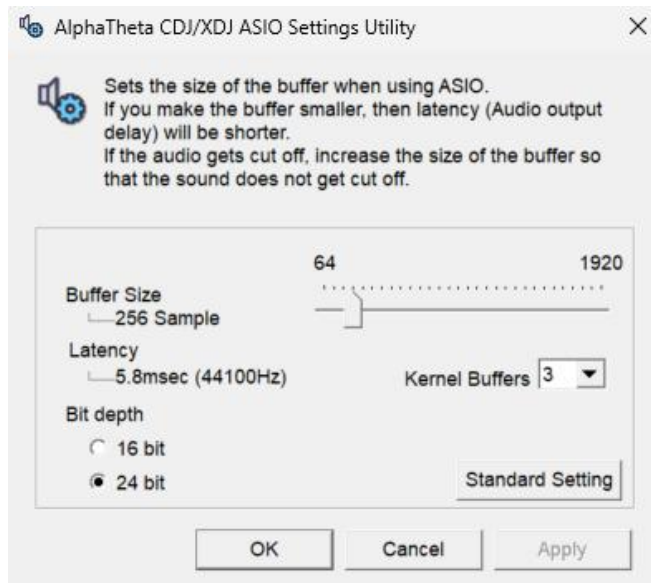 AlphaTheta CDJ/XDJ ASIO Settings Utility
Sets the size of the buffer when using ASIO.
If you make the buffer smaller, then latency (Audio output
delay) will be shorter.
If the audio gets cut off, increase the size of the buffer so
that the sound does not get cut off.
64 1920
Buffer Size
256 Sample
Latency
5.8msec (44100Hz)
Kernel Buffers 3
Bit depth
16 bit
24 bit
Standard Setting
OK Cancel Apply